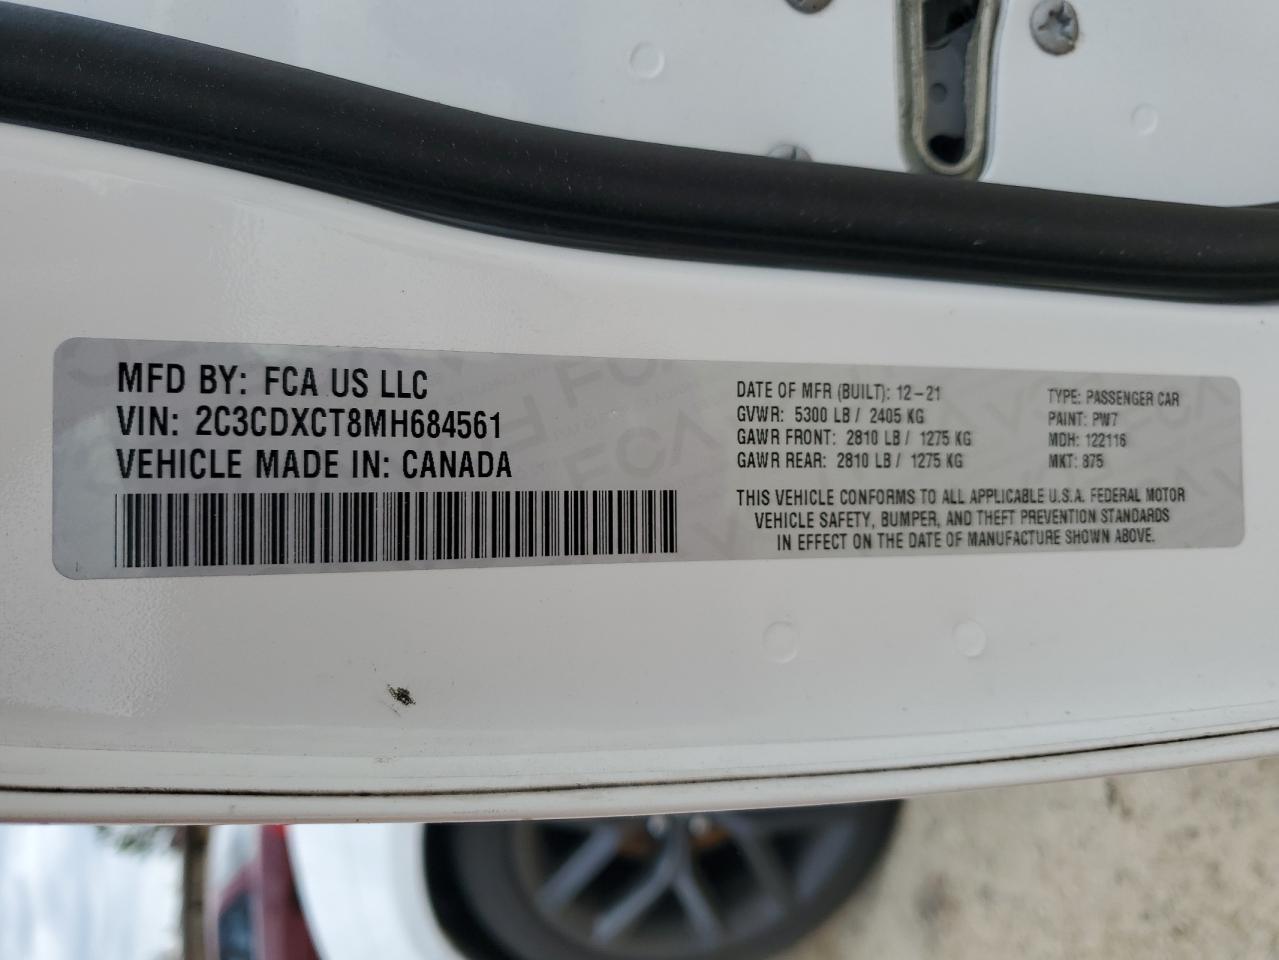 MFD BY: FCA US LLC
VIN: 2C3CDXCT8MH684561
VEHICLE MADE IN: CANADA
DATE OF MFR (BUILT): 12-21
GVWR: 5300 LB / 2405 KG
GAWR FRONT: 2810 LB / 1275 KG
GAWR REAR: 2810 LB / 1275 KG
TYPE: PASSENGER CAR
PAINT: PW7
MDH: 122116
MKT: 875
THIS VEHICLE CONFORMS TO ALL APPLICABLE U.S.A. FEDERAL MOTOR
VEHICLE SAFETY, BUMPER, AND THEFT PREVENTION STANDARDS
IN EFFECT ON THE DATE OF MANUFACTURE SHOWN ABOVE.